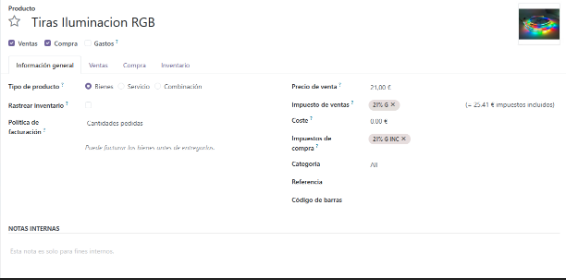 Producto
Tiras Iluminacion RGB
Ventas Compra Gastos ?
Información general Ventas Compra Inventario
Tipo de producto ? Bienes Servicio Combinación
Rastrear inventario ?
Política de facturación ? Cantidades pedidas
Puede facturar los bienes antes de entregarlos.
Precio de venta ? 21,00 €
Impuesto de ventas ? 21% G × (= 25,41 € impuestos incluidos)
Coste ? 0,00 €
Impuestos de compra ? 21% G INC ×
Categoría All
Referencia
Código de barras
NOTAS INTERNAS
Esta nota es solo para fines internos.